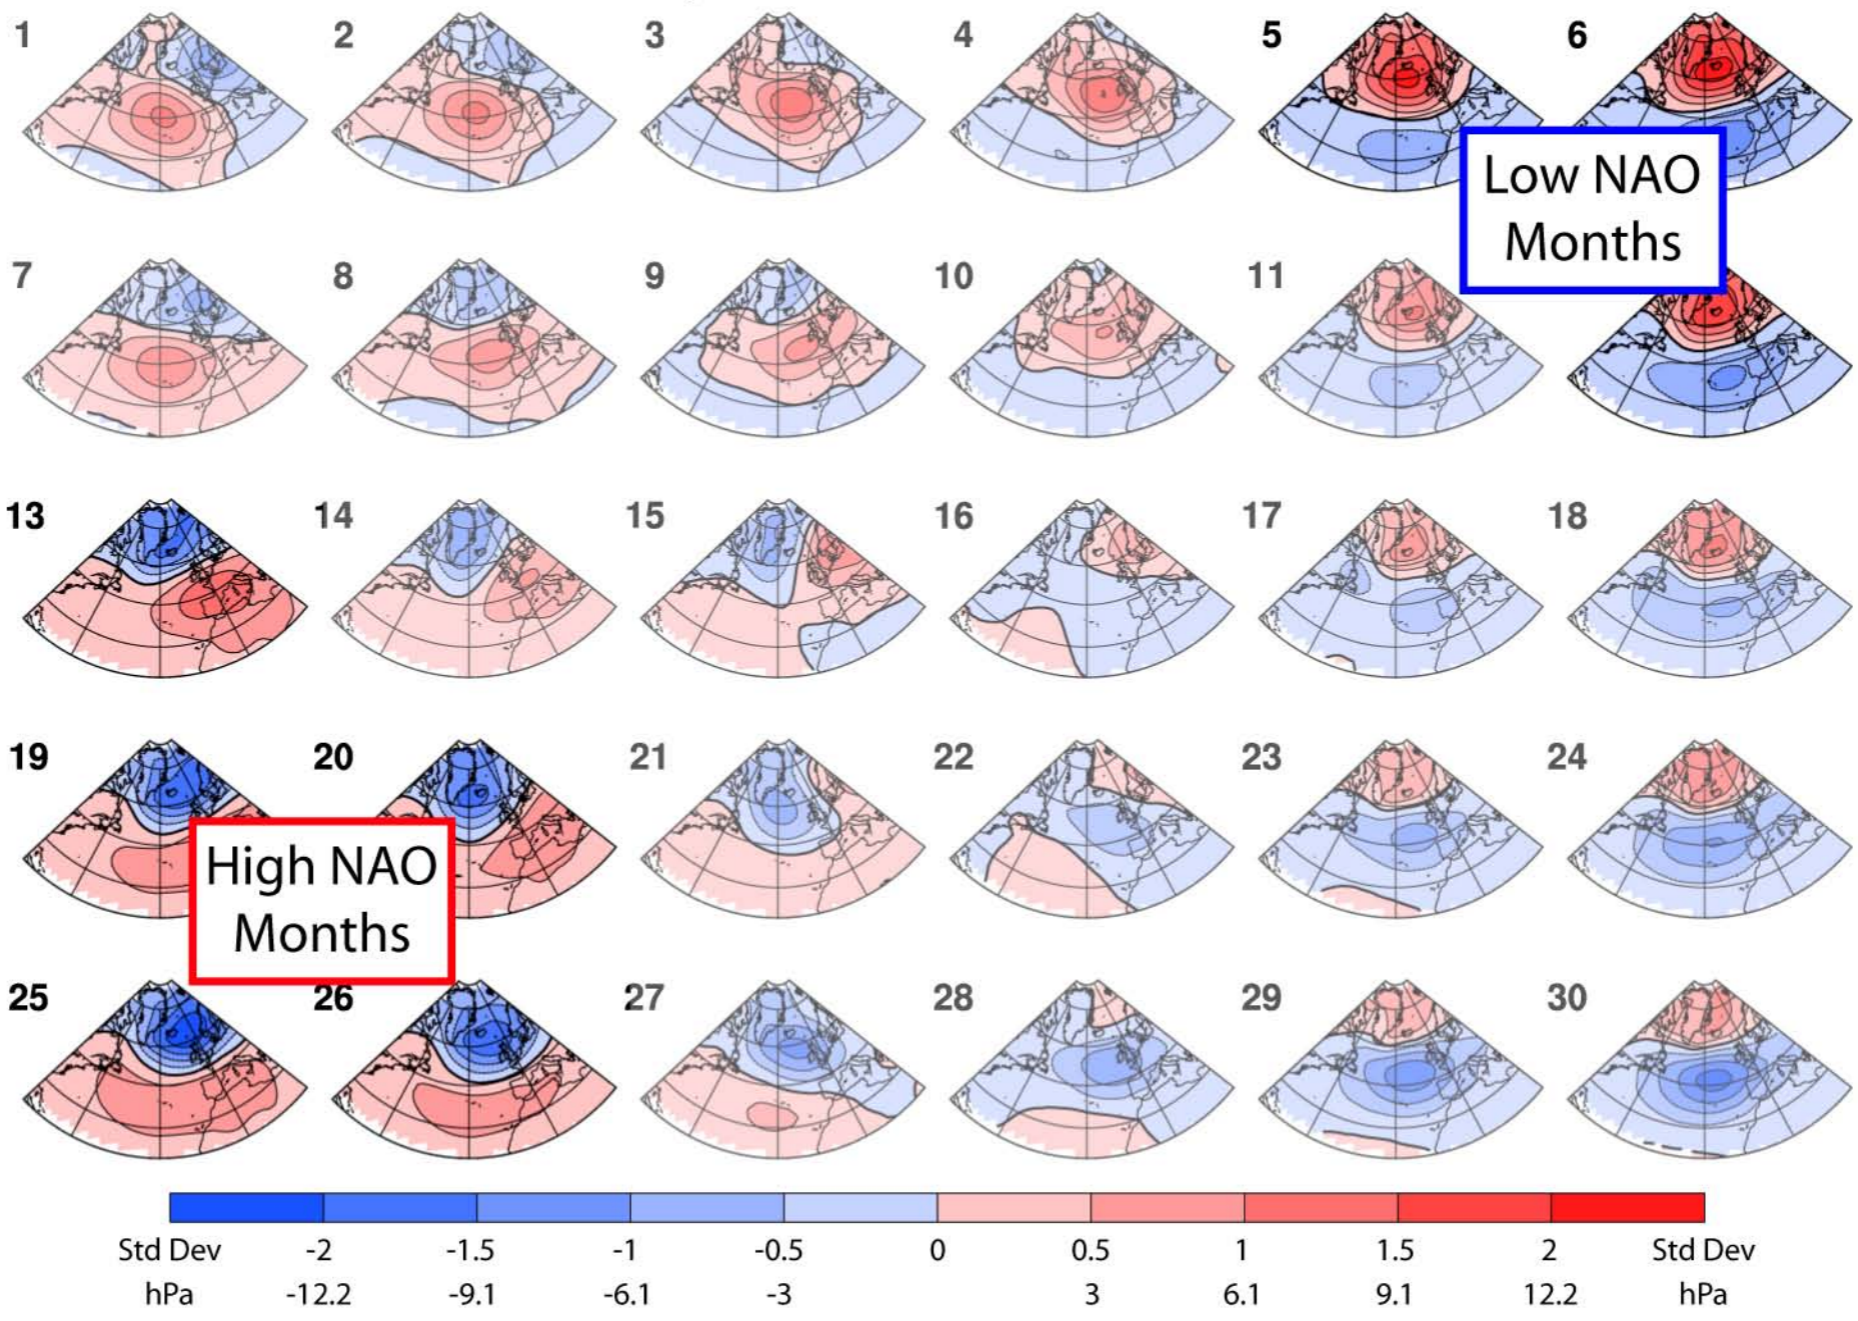 1 2 3 4 5 6
Low NAO
Months
7 8 9 10 11
13 14 15 16 17 18
19 20 21 22 23 24
High NAO
Months
25 26 27 28 29 30
Std Dev -2 -1.5 -1 -0.5 0 0.5 1 1.5 2 Std Dev
hPa -12.2 -9.1 -6.1 -3 3 6.1 9.1 12.2 hPa